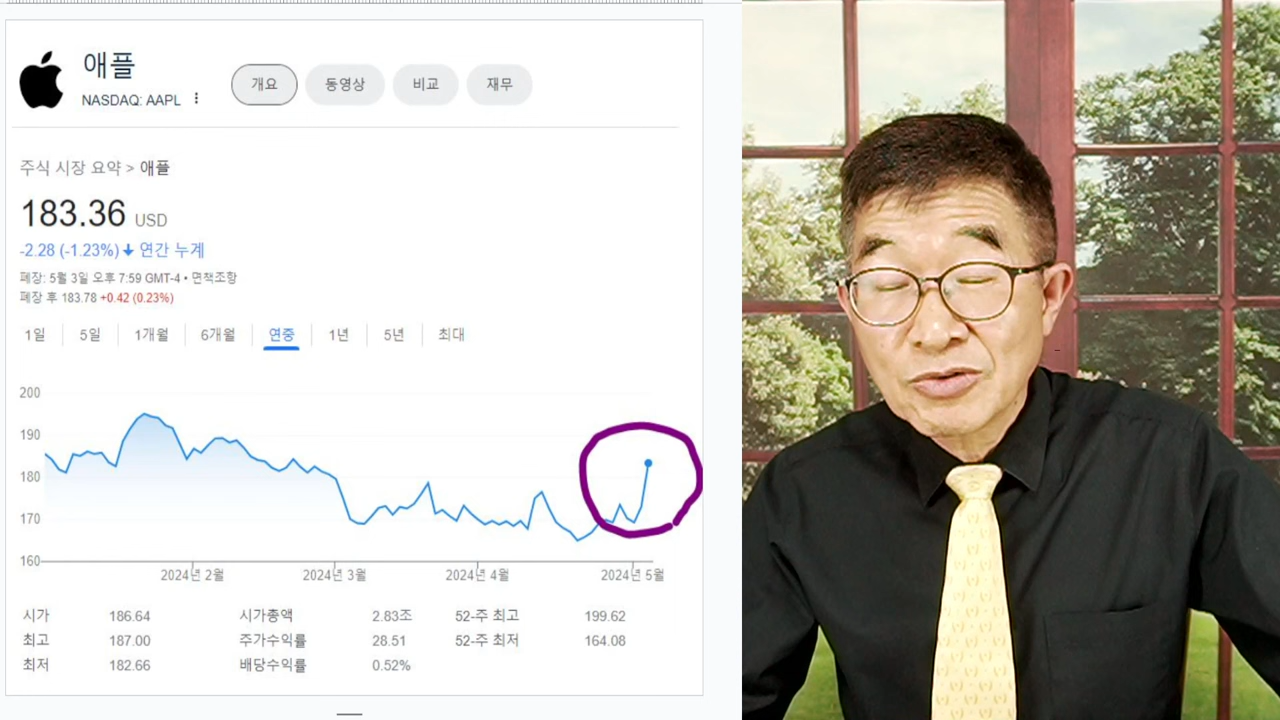 애플
NASDAQ: AAPL
개요 동영상 비교 재무
주식 시장 요약 > 애플
183.36 USD
-2.28 (-1.23%) 연간 누계
폐장: 5월 3일 오후 7:59 GMT-4 • 면책조항
폐장 후 183.78 +0.42 (0.23%)
1일 5일 1개월 6개월 연중 1년 5년 최대
200
190
180
170
160
2024년 2월 2024년 3월 2024년 4월 2024년 5월
시가 186.64 시가총액 2.83조 52-주 최고 199.62
최고 187.00 주가수익률 28.51 52-주 최저 164.08
최저 182.66 배당수익률 0.52%